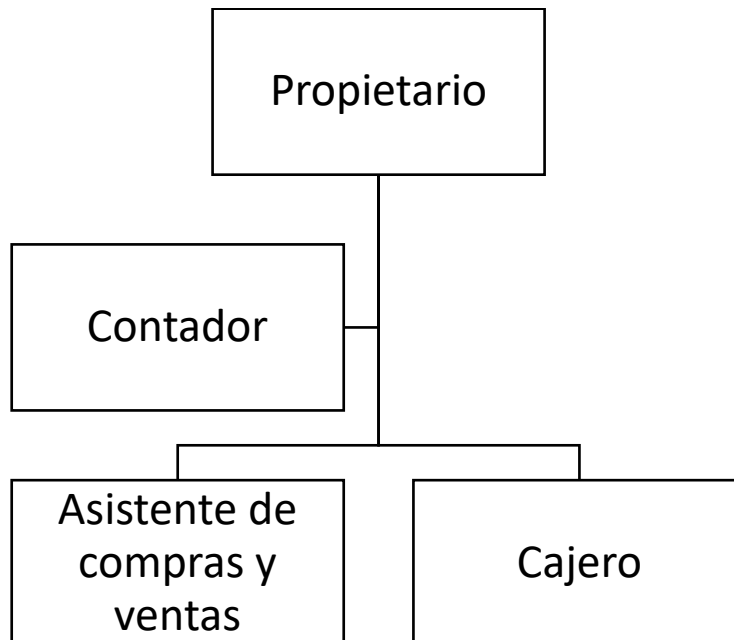 Propietario
Contador
Asistente de
compras y
ventas
Cajero